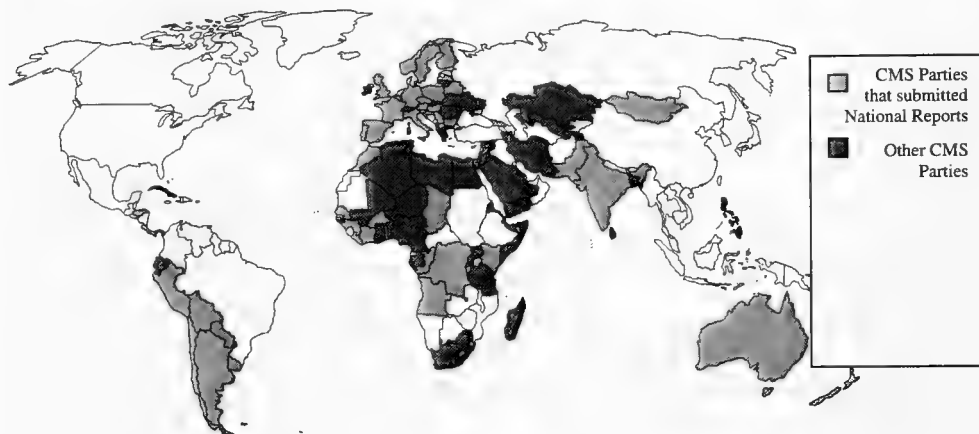 CMS Parties
that submitted
National Reports
Other CMS
Parties